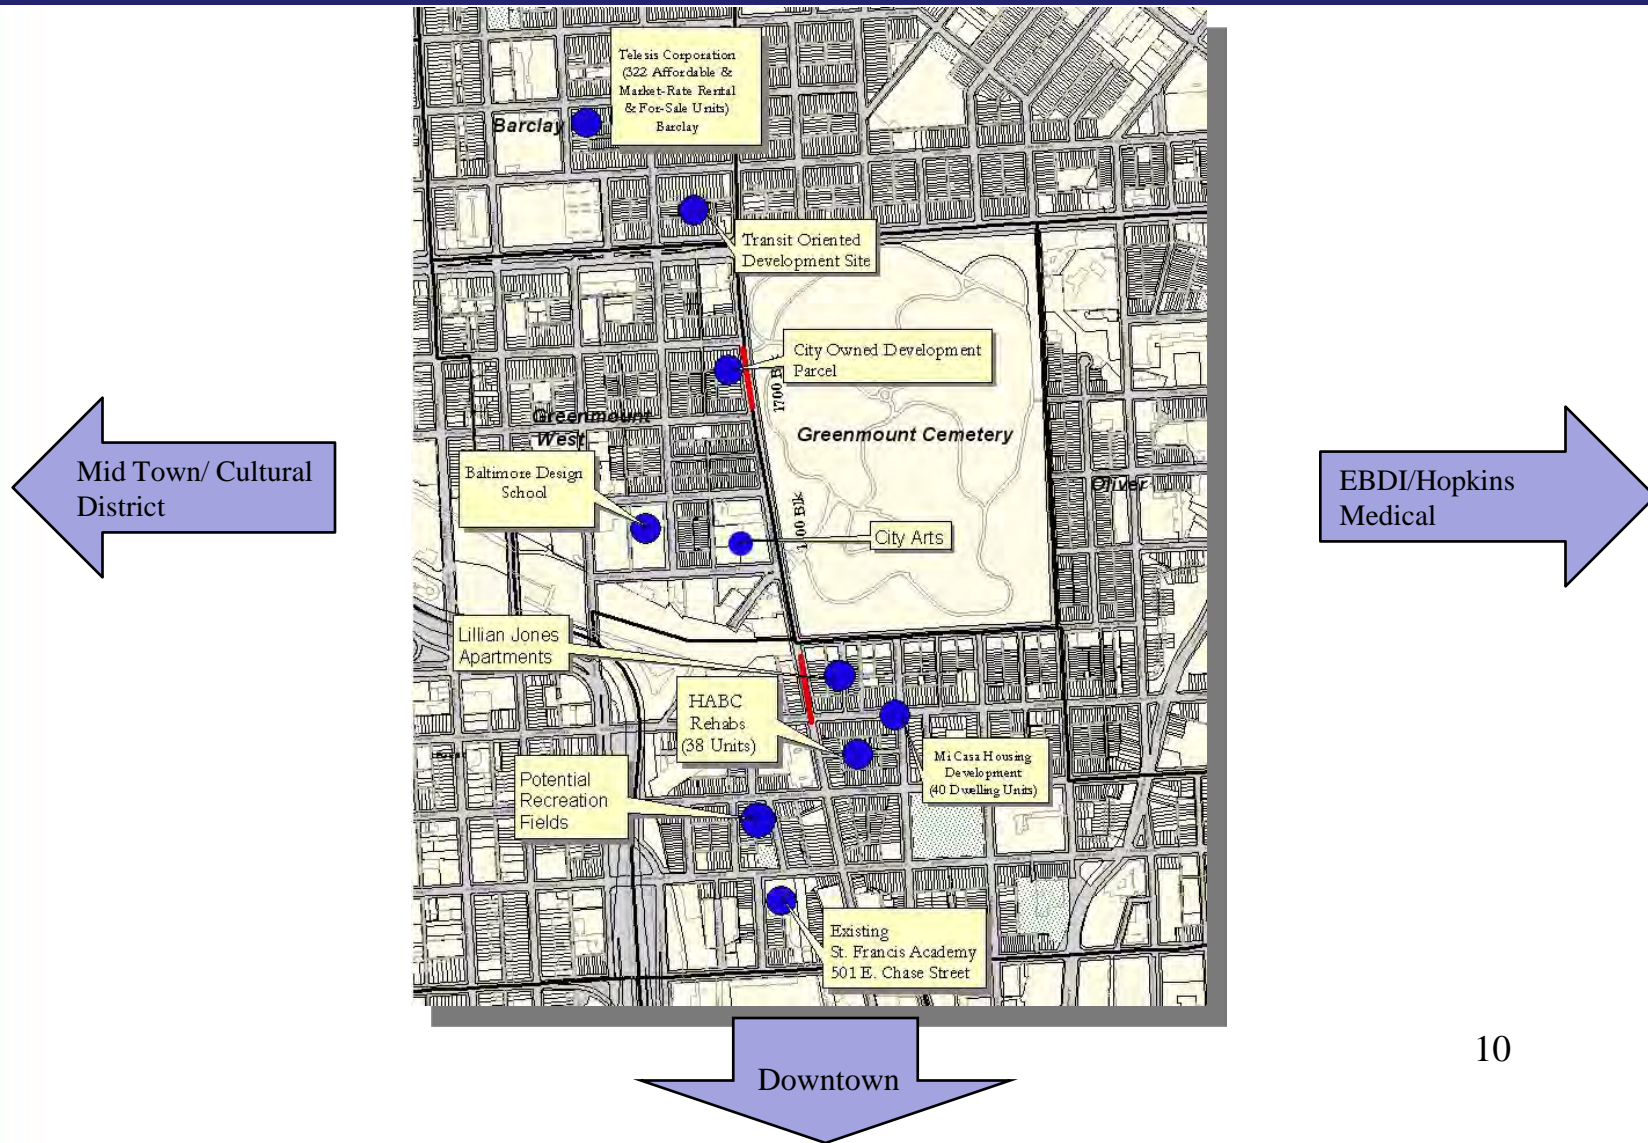 Telesis Corporation
(322 Affordable &
Market-Rate Rental
& For-Sale Units)
Barclay
Barclay
Transit Oriented
Development Site
City Owned Development
Parcel
1700 B
Greenmount
West
Greenmount Cemetery
Mid Town/ Cultural
District
EBDI/Hopkins
Medical
Baltimore Design
School
Oliver
00 Blk
City Arts
Lillian Jones
Apartments
HABC
Rehabs
(38 Units)
Mi Casa Housing
Development
(40 Dwelling Units)
Potential
Recreation
Fields
Existing
St. Francis Academy
501 E. Chase Street
Downtown
10